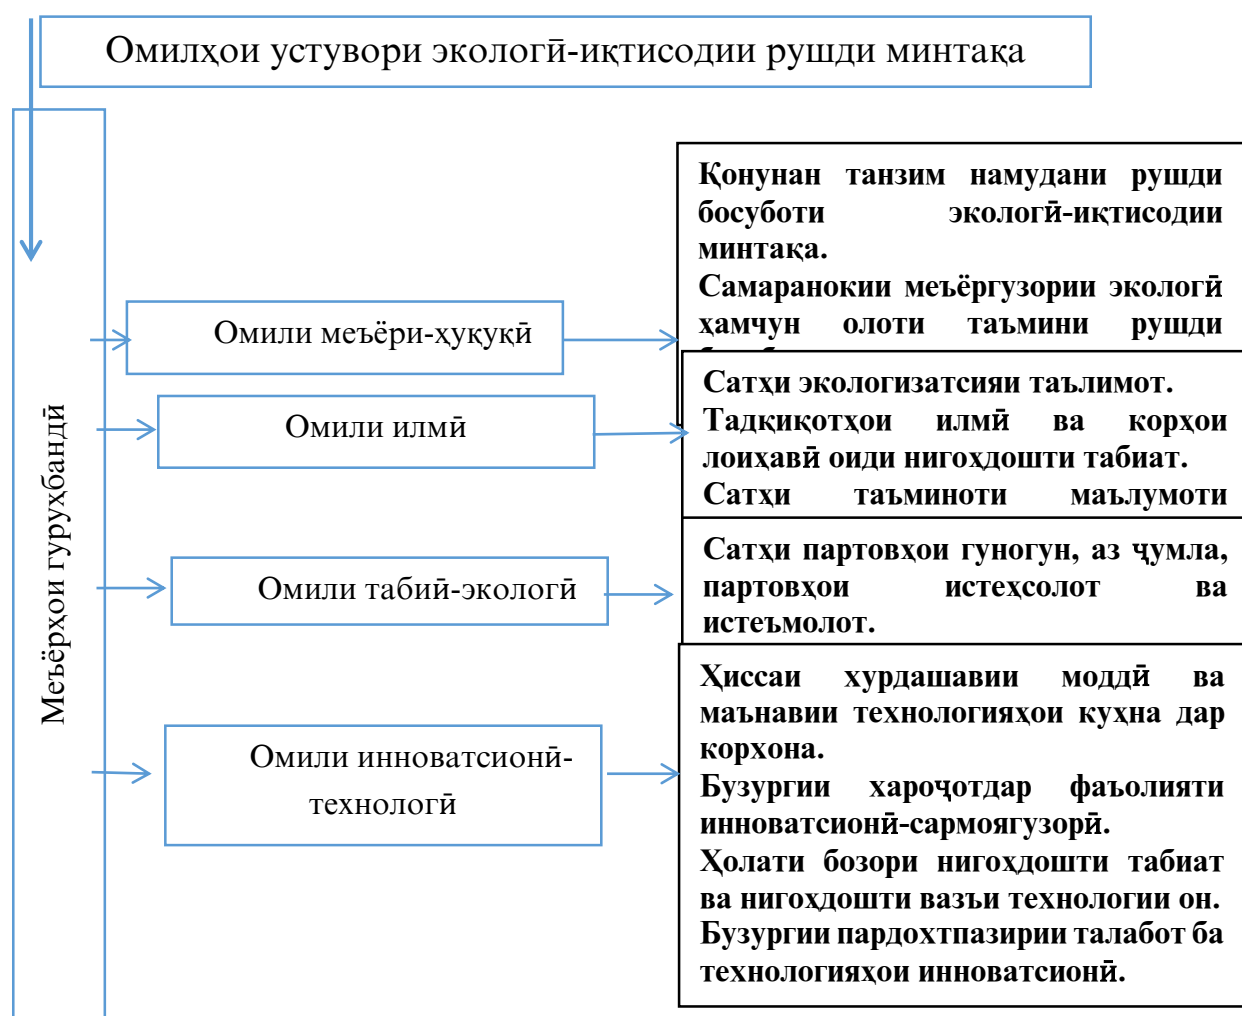 Омилҳои устувори экологӣ-иқтисодии рушди минтақа
Меъёрҳои гуруҳбандӣ
Омили меъёри-ҳуқуқӣ
Қонунан танзим намудани рушди
босуботи экологӣ-иқтисодии
минтақа.
Самаранокии меъёргузории экологӣ
ҳамчун олоти таъмини рушди
Омили илмӣ
Сатҳи экологизатсияи таълимот.
Тадқиқотҳои илмӣ ва корҳои
лоиҳавӣ оиди нигоҳдошти табиат.
Сатҳи таъминоти маълумоти
Омили табиӣ-экологӣ
Сатҳи партовҳои гуногун, аз ҷумла,
партовҳои истеҳсолот ва
истеъмолот.
Омили инноватсионӣ-
технологӣ
Ҳиссаи хурдашавии моддӣ ва
маънавии технологияҳои куҳна дар
корхона.
Бузургии хароҷотдар фаъолияти
инноватсионӣ-сармоягузорӣ.
Ҳолати бозори нигоҳдошти табиат
ва нигоҳдошти вазъи технологии он.
Бузургии пардохтпазирии талабот ба
технологияҳои инноватсионӣ.